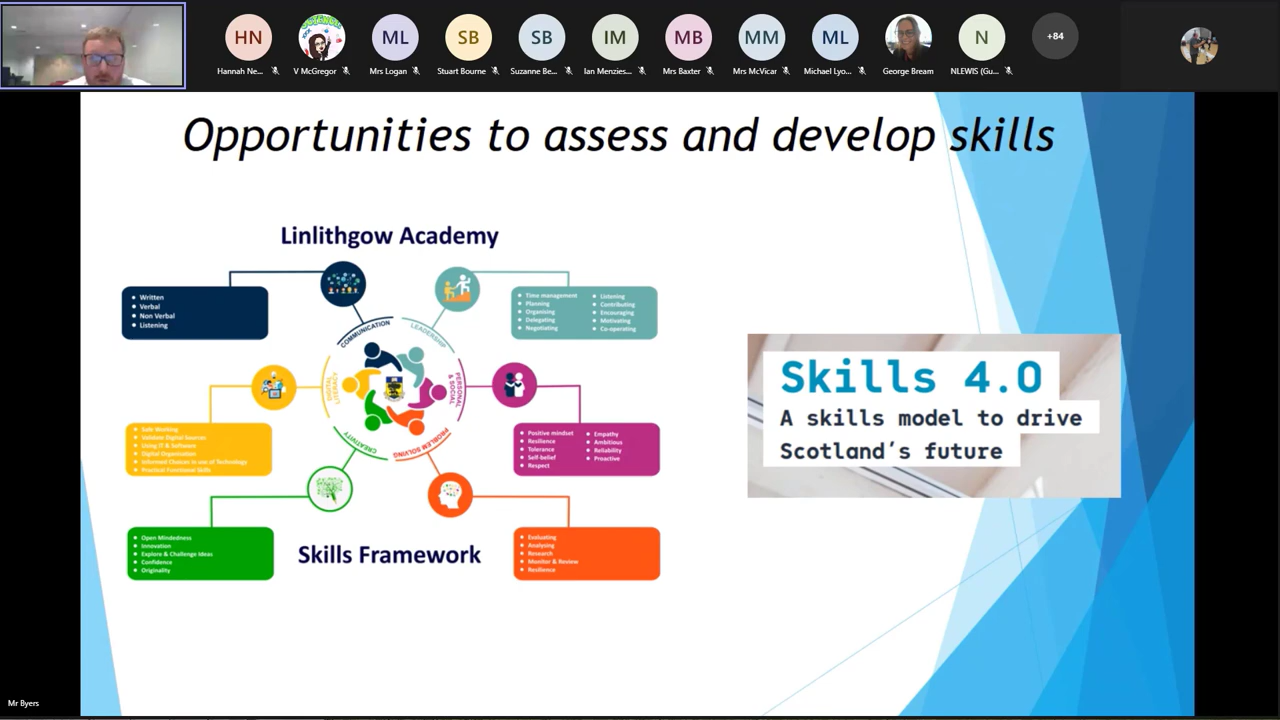 HN
ML
SB
SB
IM
MB
MM
ML
N
+84
Hannah Ne...
V McGregor
Mrs Logan
Stuart Bourne
Suzanne Be...
Ian Menzies...
Mrs Baxter
Mrs McVicar
Michael Lyo...
George Bream
NLEWIS (Gu...
Opportunities to assess and develop skills
Linlithgow Academy
Written
Verbal
Non Verbal
Listening
COMMUNICATION
LEADERSHIP
Time management
Planning
Organising
Delegating
Negotiating
Listening
Contributing
Encouraging
Motivating
Co-operating
DIGITAL LITERACY
PERSONAL & SOCIAL
Safe Working
Validate Digital Sources
Using IT & Software
Digital Organisation
Informed Choices in use of Technology
Practical Functional Skills
Positive mindset
Resilience
Tolerance
Self-belief
Respect
Empathy
Ambitious
Reliability
Proactive
CREATIVITY
PROBLEM SOLVING
Open Mindedness
Innovation
Explore & Challenge Ideas
Confidence
Originality
Skills Framework
Evaluating
Analysing
Research
Monitor & Review
Resilience
Skills 4.0
A skills model to drive
Scotland's future
Mr Byers